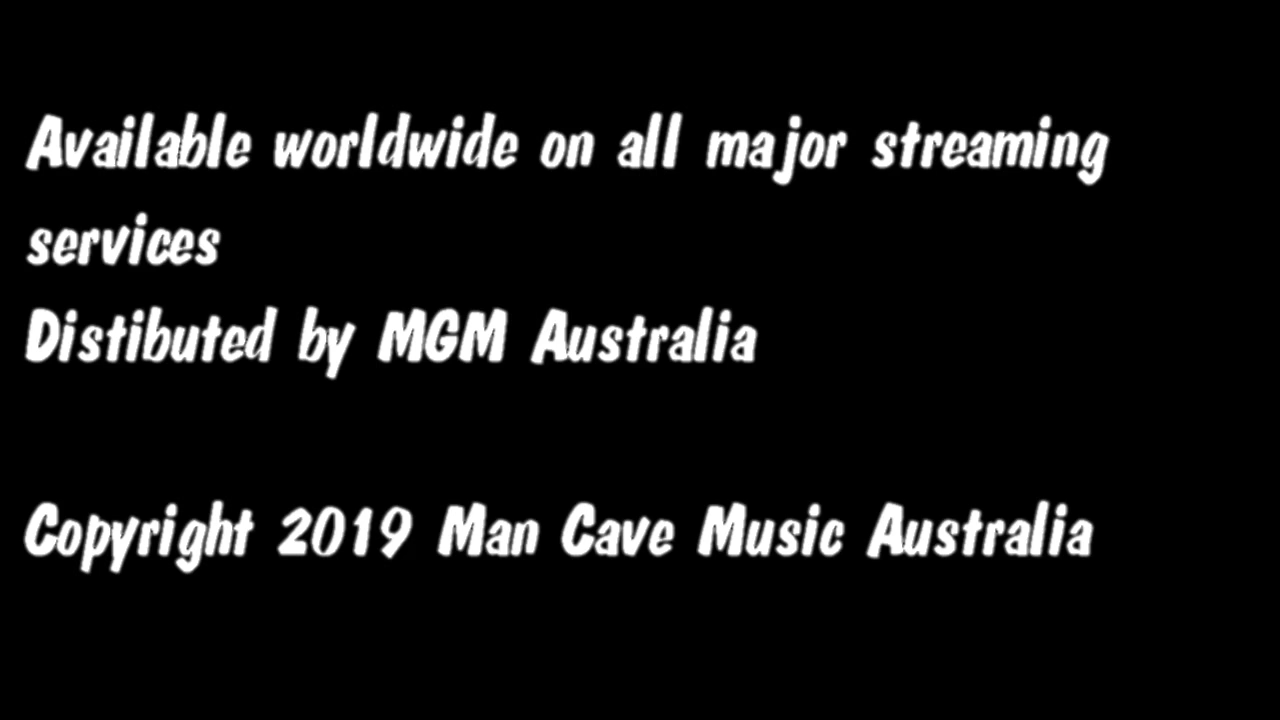 Available worldwide on all major streaming
services
Distibuted by MGM Australia
Copyright 2019 Man Cave Music Australia